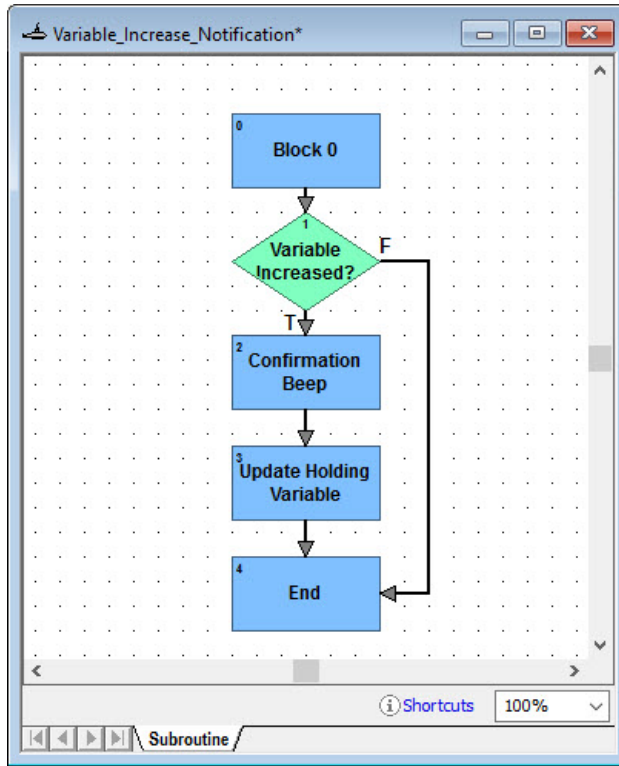 Variable_Increase_Notification*
0
Block 0
1
Variable
Increased?
F
T
2
Confirmation
Beep
3
Update Holding
Variable
4
End
Shortcuts
100%
Subroutine